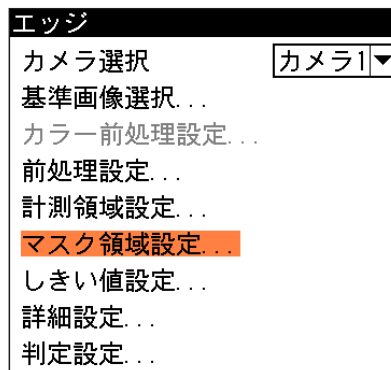 エッジ
カメラ選択 カメラ1▼
基準画像選択...
カラー前処理設定...
前処理設定...
計測領域設定...
マスク領域設定...
しきい値設定...
詳細設定...
判定設定...